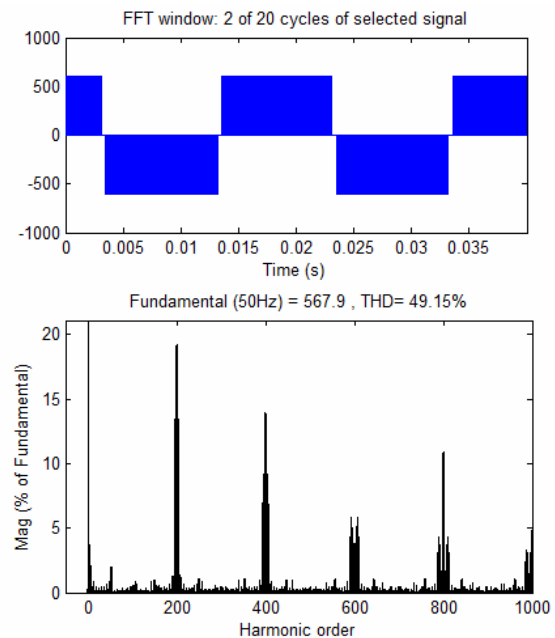 FFT window: 2 of 20 cycles of selected signal
1000
500
0
-500
-1000
0 0.005 0.01 0.015 0.02 0.025 0.03 0.035
Time (s)
Fundamental (50Hz) = 567.9 , THD= 49.15%
Mag (% of Fundamental)
20
15
10
5
0
0 200 400 600 800 1000
Harmonic order